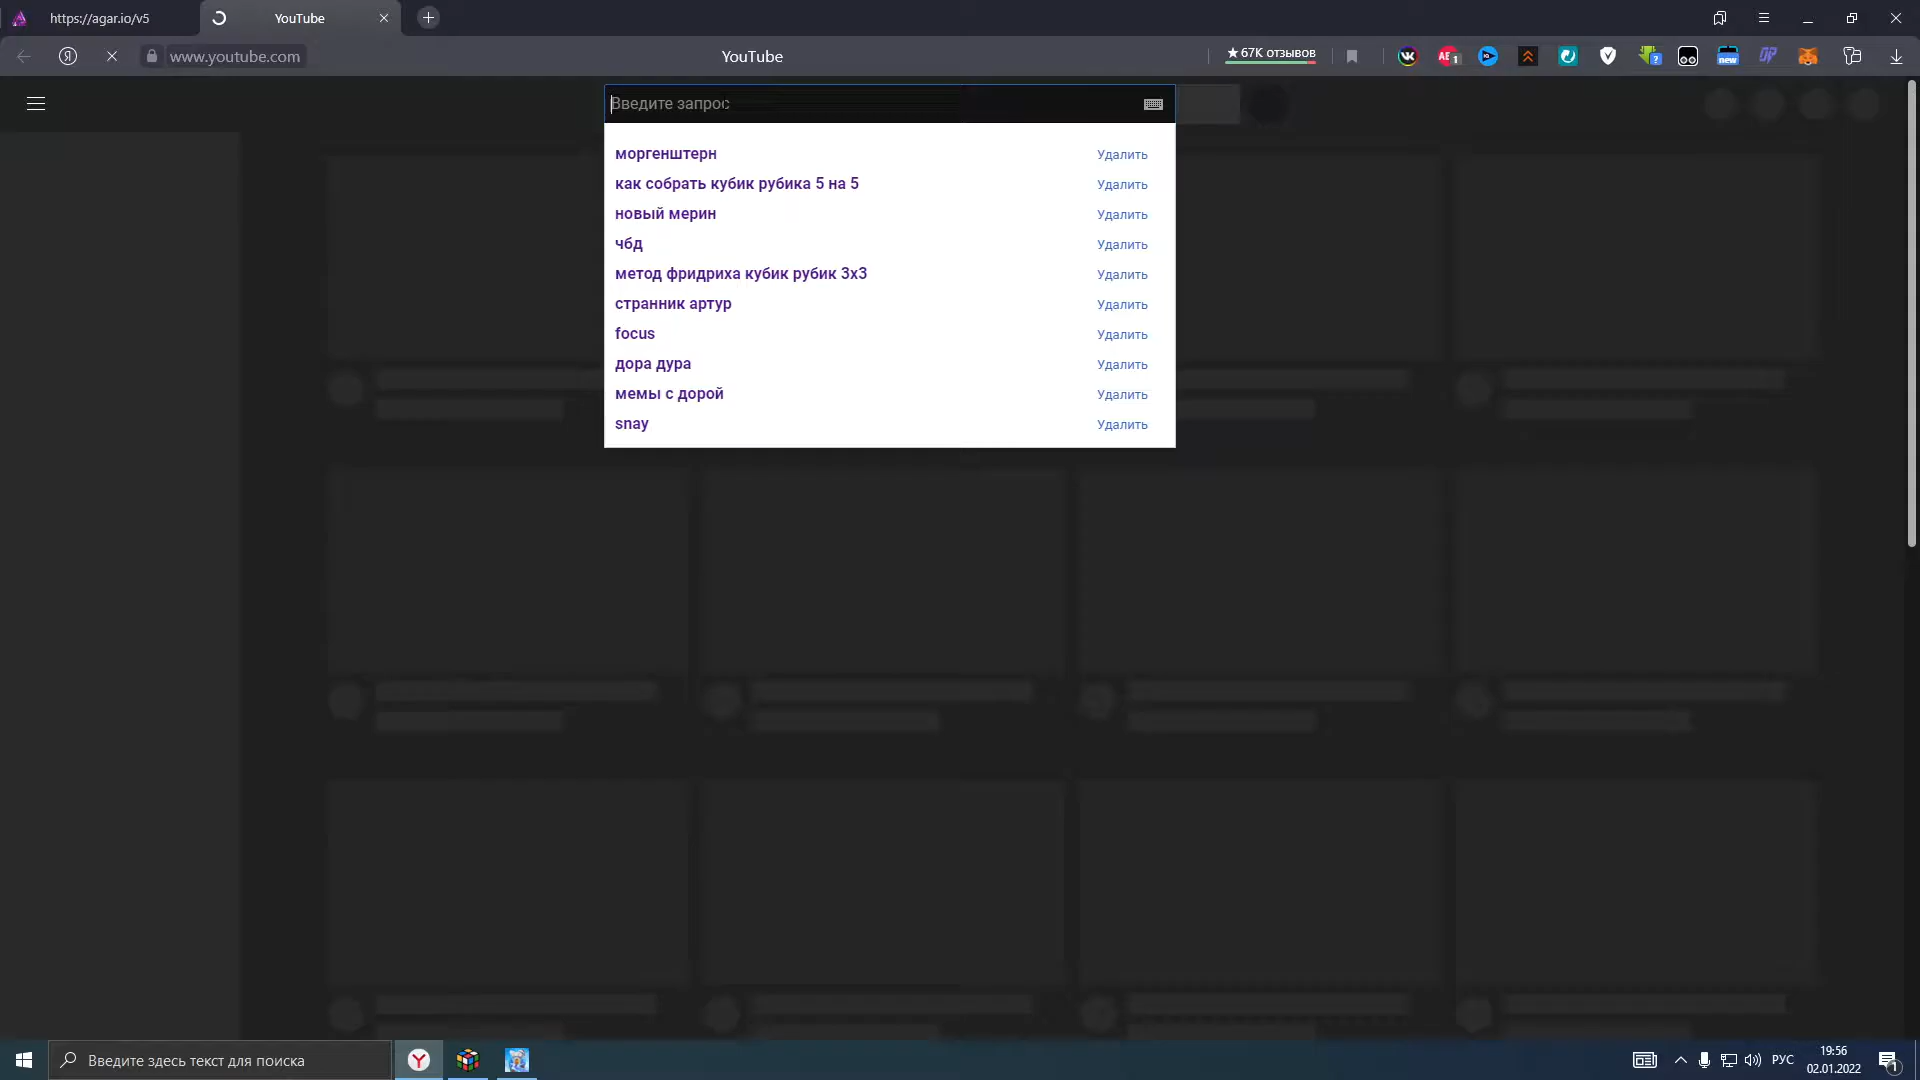 https://agar.io/v5
YouTube
www.youtube.com
YouTube
★ 67K отзывов
Введите запрос
моргенштерн Удалить
как собрать кубик рубика 5 на 5 Удалить
новый мерин Удалить
чбд Удалить
метод фридриха кубик рубик 3х3 Удалить
странник артур Удалить
focus Удалить
дора дура Удалить
мемы с дорой Удалить
snay Удалить
Введите здесь текст для поиска
РУС
19:56
02.01.2022